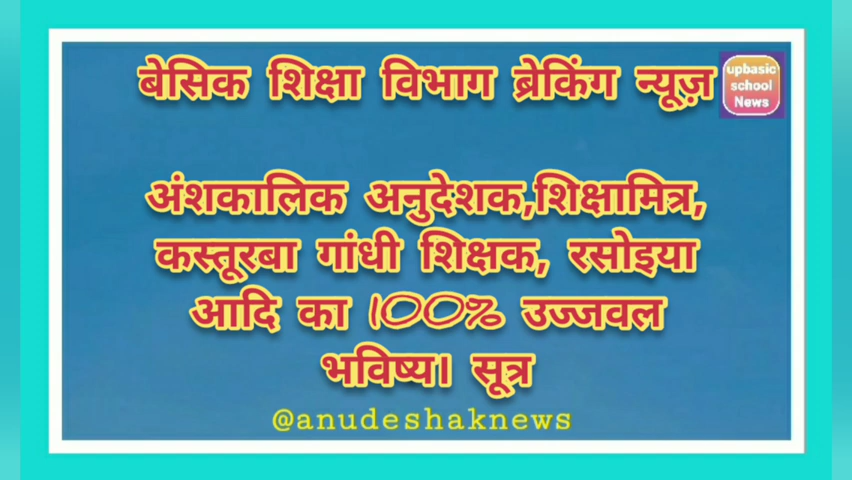 बेसिक शिक्षा विभाग ब्रेकिंग न्यूज़
upbasic
school
News
अंशकालिक अनुदेशक,शिक्षामित्र,
कस्तूरबा गांधी शिक्षक, रसोइया
आदि का 100% उज्जवल
भविष्य। सूत्र
@anudeshaknews